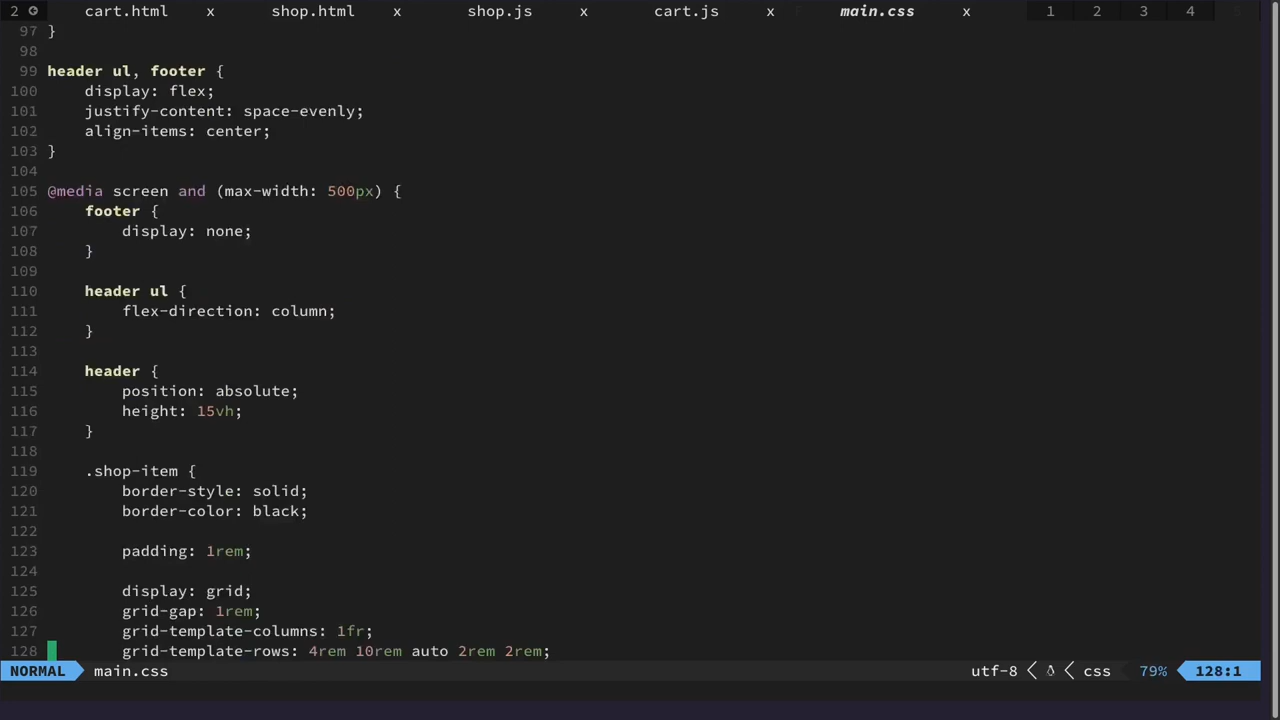 2 cart.html x shop.html x shop.js x cart.js x main.css x 1 2 3 4
97 }
98
99 header ul, footer {
100 display: flex;
101 justify-content: space-evenly;
102 align-items: center;
103 }
104
105 @media screen and (max-width: 500px) {
106 footer {
107 display: none;
108 }
109
110 header ul {
111 flex-direction: column;
112 }
113
114 header {
115 position: absolute;
116 height: 15vh;
117 }
118
119 .shop-item {
120 border-style: solid;
121 border-color: black;
122
123 padding: 1rem;
124
125 display: grid;
126 grid-gap: 1rem;
127 grid-template-columns: 1fr;
128 grid-template-rows: 4rem 10rem auto 2rem 2rem;
NORMAL main.css utf-8 css 79% 128:1